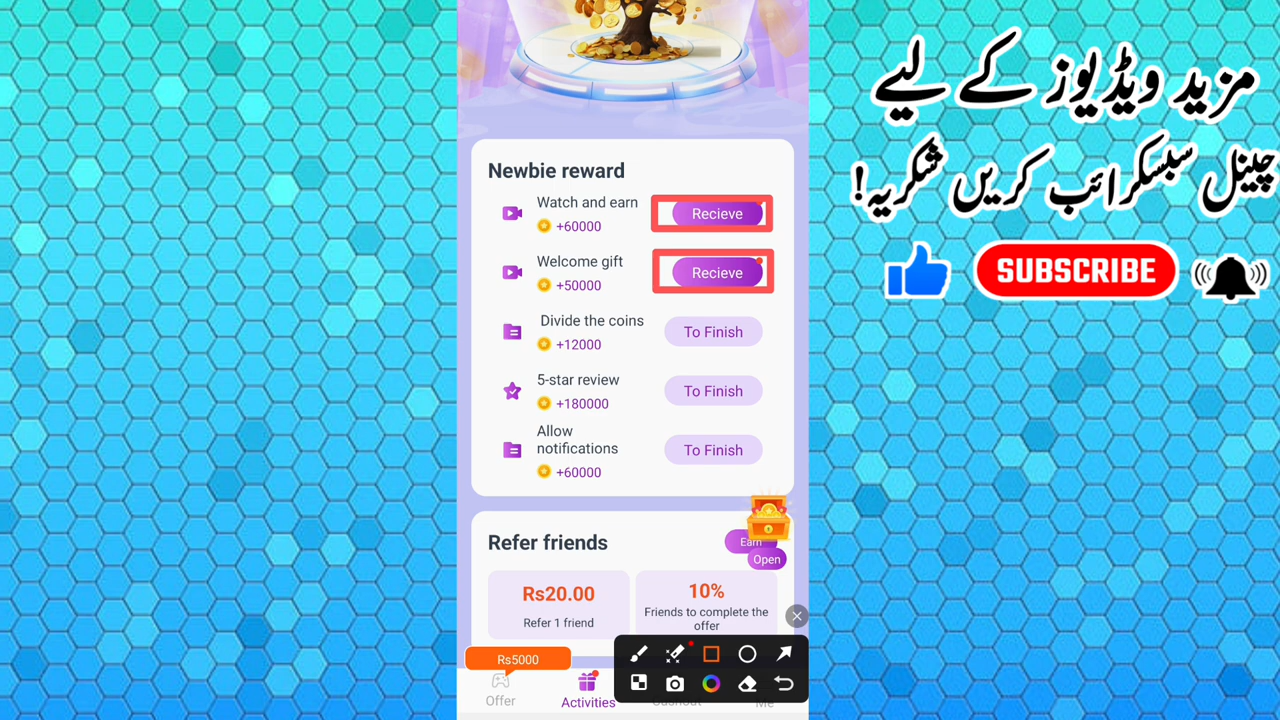 Newbie reward
Watch and earn
+60000
Recieve
Welcome gift
+50000
Recieve
Divide the coins
+12000
To Finish
5-star review
+180000
To Finish
Allow
notifications
+60000
To Finish
Refer friends
Earn
Open
Rs20.00
Refer 1 friend
10%
Friends to complete the
offer
Rs5000
Offer
Activities
Cashout
Me
مزید ویڈیوز کے لیے
چینل سبسکرائب کریں شکریہ!
SUBSCRIBE